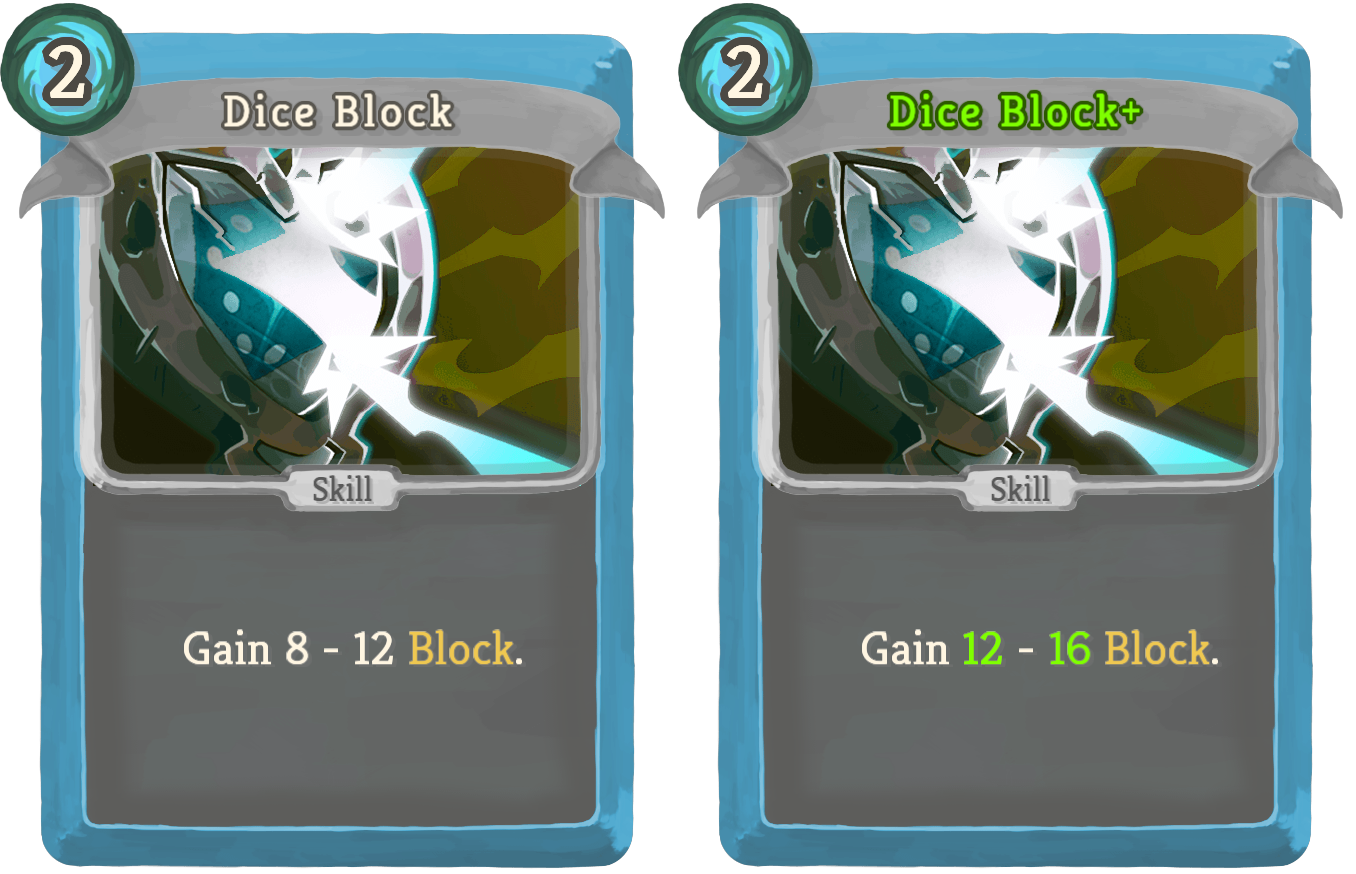 2
Dice Block
Skill
Gain 8 - 12 Block.
2
Dice Block+
Skill
Gain 12 - 16 Block.